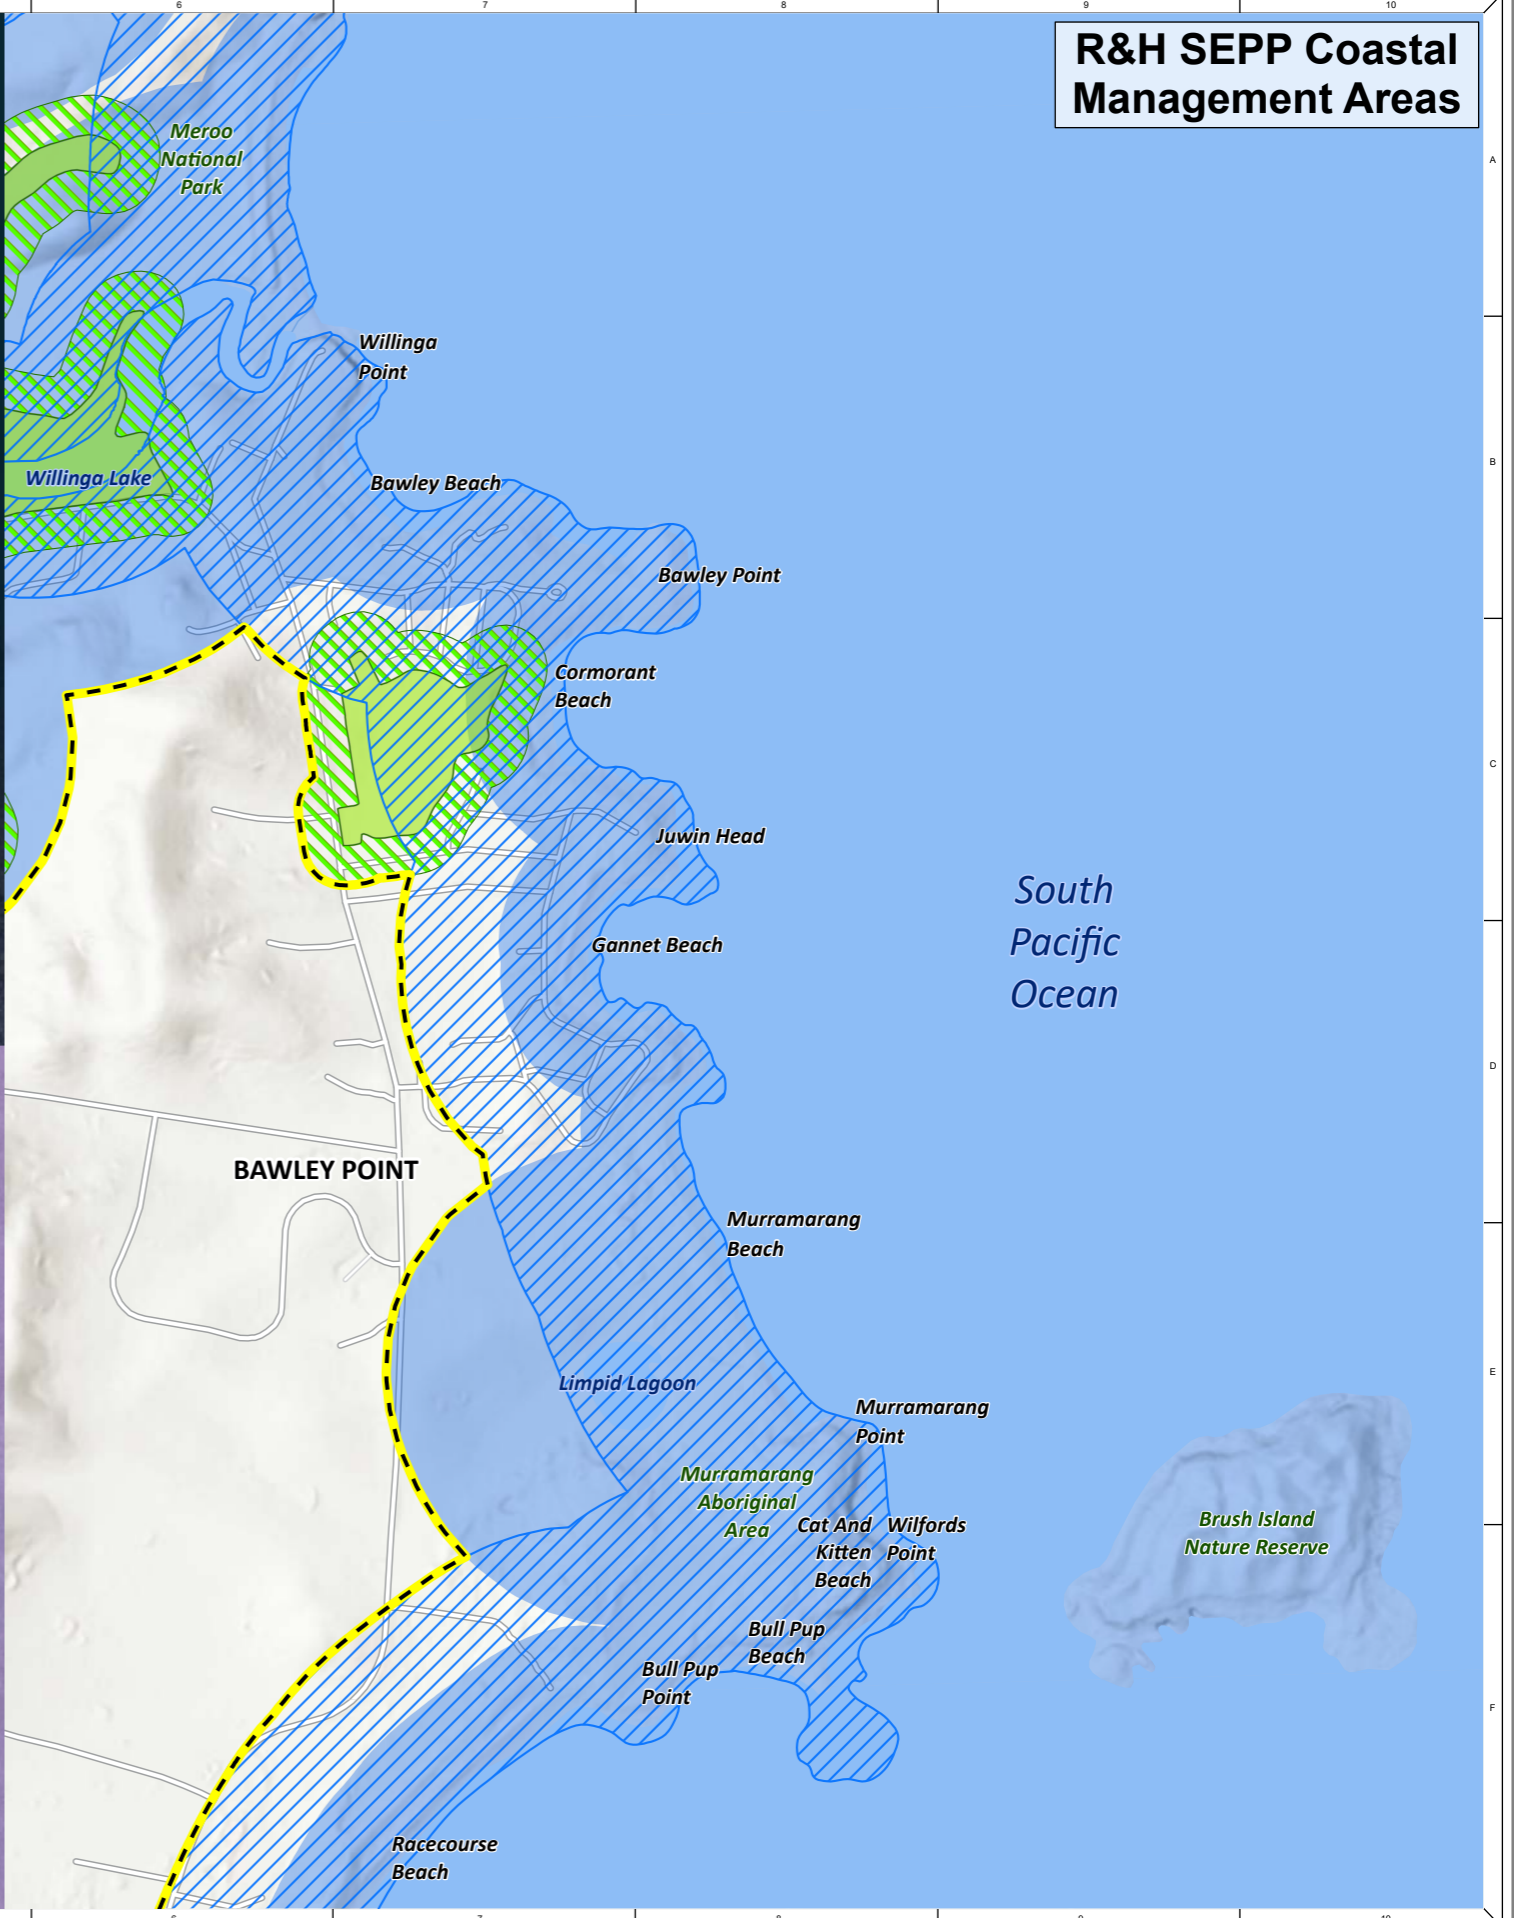 6 7 8 9 10
R&H SEPP Coastal
Management Areas
Meroo
National
Park
A
Willinga
Point
B
Willinga Lake
Bawley Beach
Bawley Point
Cormorant
Beach
C
Juwin Head
South
Pacific
Ocean
Gannet Beach
D
BAWLEY POINT
Murramarang
Beach
E
Limpid Lagoon
Murramarang
Point
Murramarang
Aboriginal
Area
Cat And
Kitten
Beach
Wilfords
Point
Brush Island
Nature Reserve
Bull Pup
Beach
Bull Pup
Point
F
Racecourse
Beach